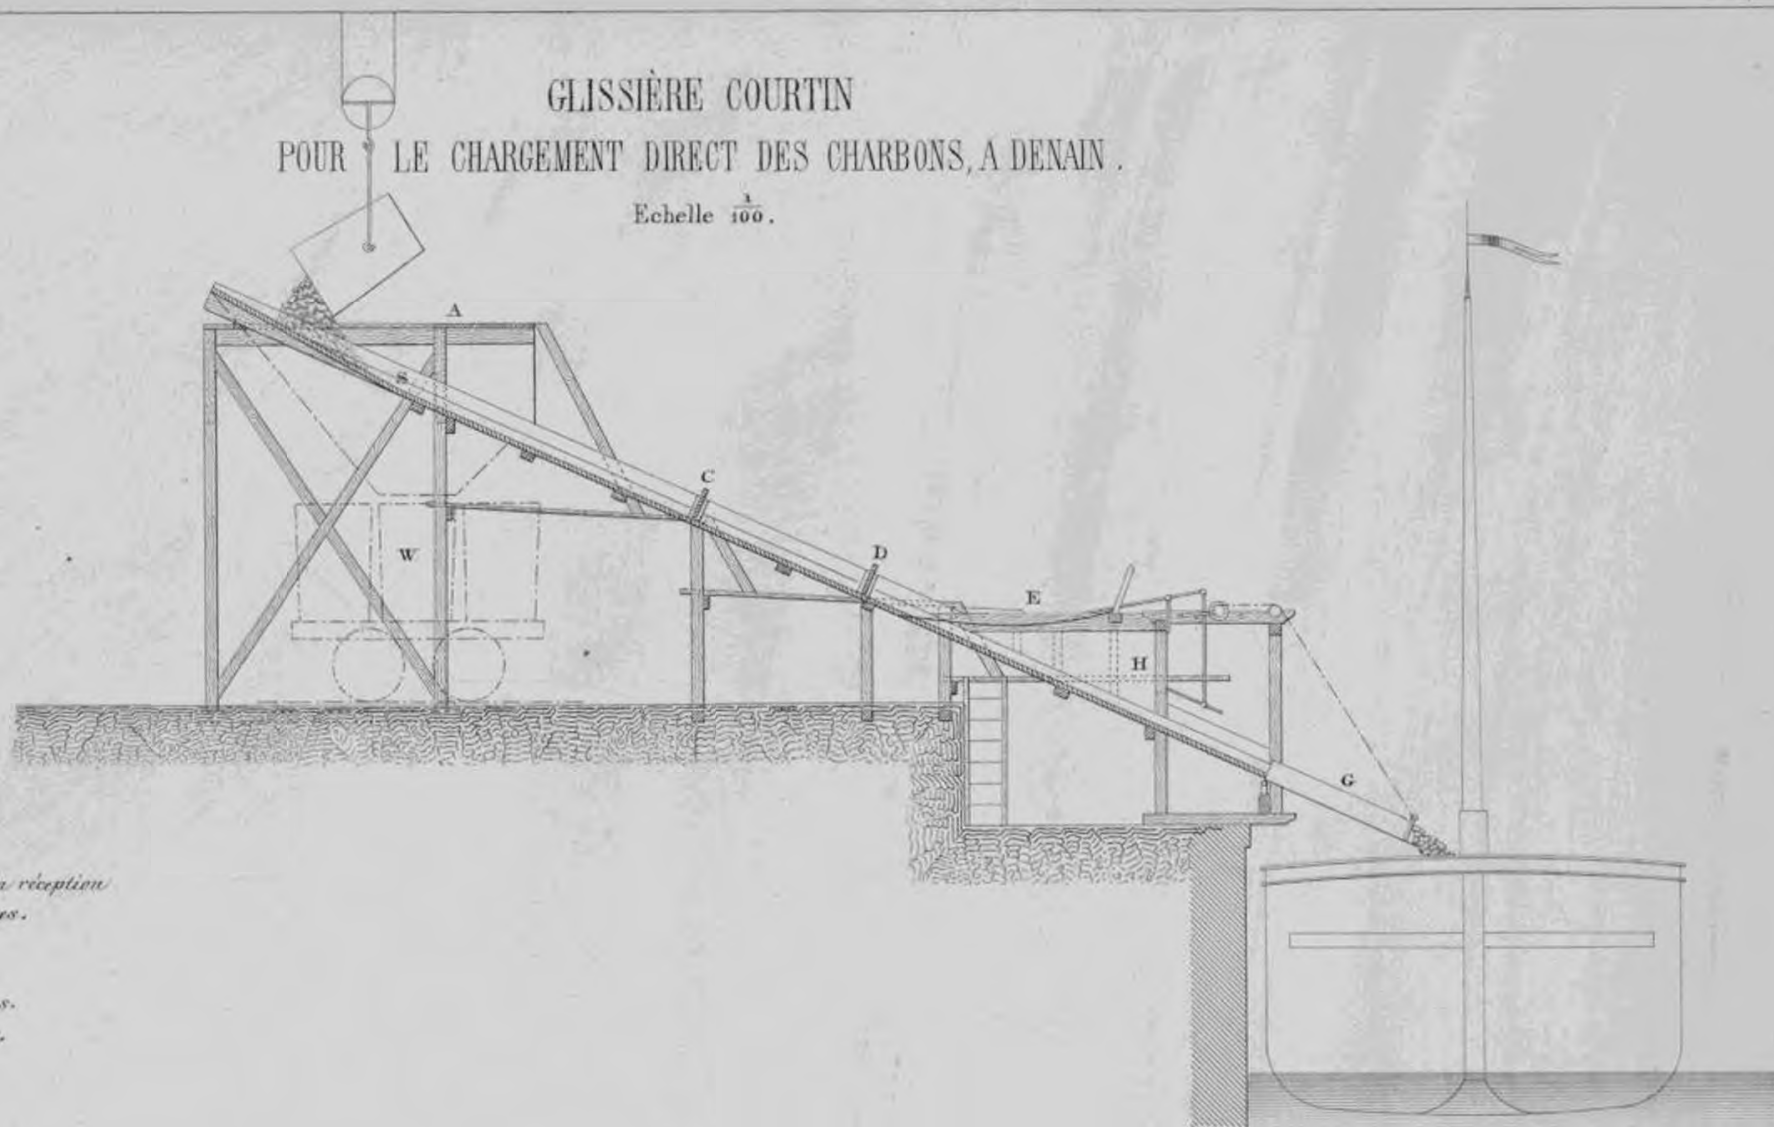 GLISSIÈRE COURTIN
POUR LE CHARGEMENT DIRECT DES CHARBONS, A DENAIN.
Echelle 1/100.
A
S
C
D
W
E
H
G
réception